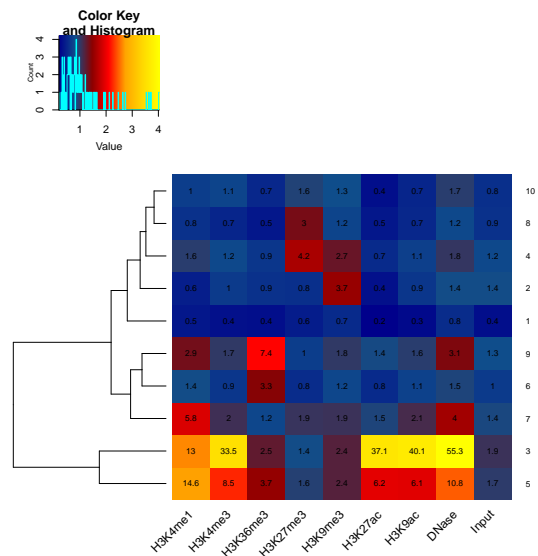 Color Key
and Histogram
Count
0 1 2 3 4
1 2 3 4
Value
1 1.1 0.7 1.6 1.3 0.4 0.7 1.7 0.8 10
0.8 0.7 0.5 3 1.2 0.5 0.7 1.2 0.9 8
1.6 1.2 0.9 4.2 2.7 0.7 1.1 1.8 1.2 4
1 0.9 0.8 3.7 0.4 0.9 1.4 1.4 2
0.5 0.4 0.4 0.6 0.7 0.8 0.4 1
2.9 1.7 7.4 1 1.8 1.4 1.6 3.1 1.3 9
1.4 0.9 3.3 0.8 1.2 0.8 1.1 1.5 1 6
5.8 2 1.2 1.9 1.9 1.5 2.1 4 1.4 7
13 33.5 2.5 1.4 2.4 37.1 40.1 55.3 1.9 3
14.6 8.5 3.7 1.6 2.4 6.2 6.1 10.8 1.7 5
H3K4me1 H3K4me3 H3K36me3 H3K27me3 H3K9me3 H3K27ac H3K9ac DNase Input